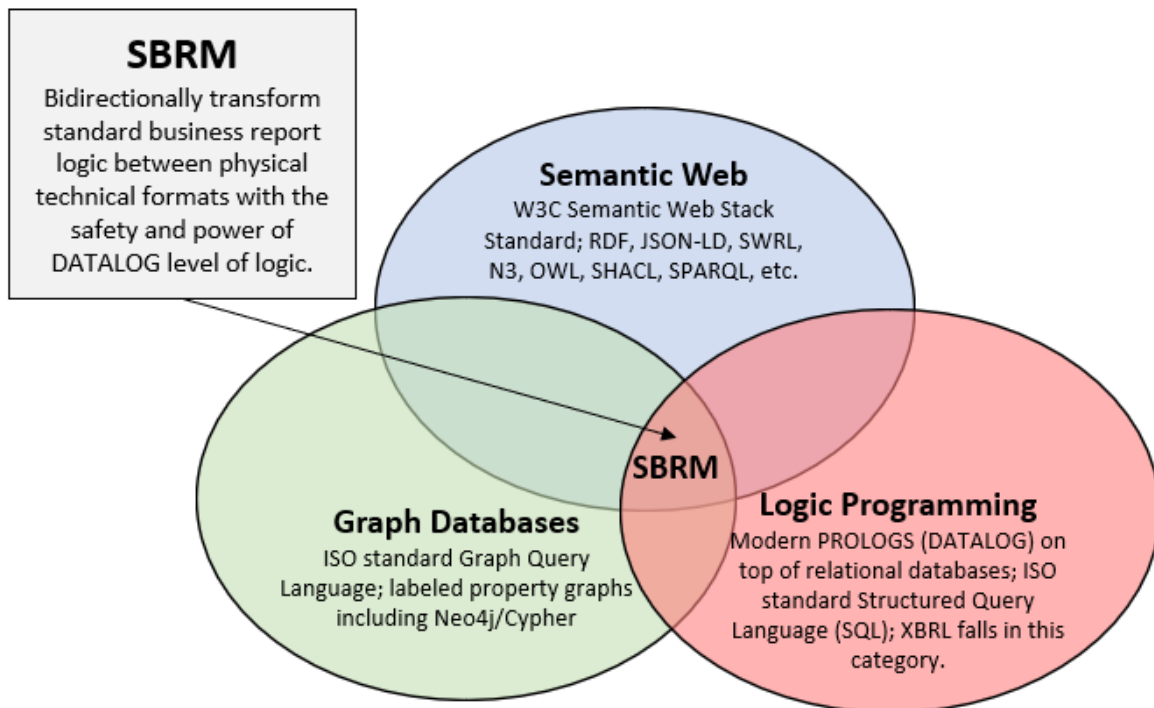 SBRM
Bidirectionally transform
standard business report
logic between physical
technical formats with the
safety and power of
DATALOG level of logic.
Semantic Web
W3C Semantic Web Stack
Standard; RDF, JSON-LD, SWRL,
N3, OWL, SHACL, SPARQL, etc.
SBRM
Graph Databases
ISO standard Graph Query
Language; labeled property graphs
including Neo4j/Cypher
Logic Programming
Modern PROLOGS (DATALOG) on
top of relational databases; ISO
standard Structured Query
Language (SQL); XBRL falls in this
category.